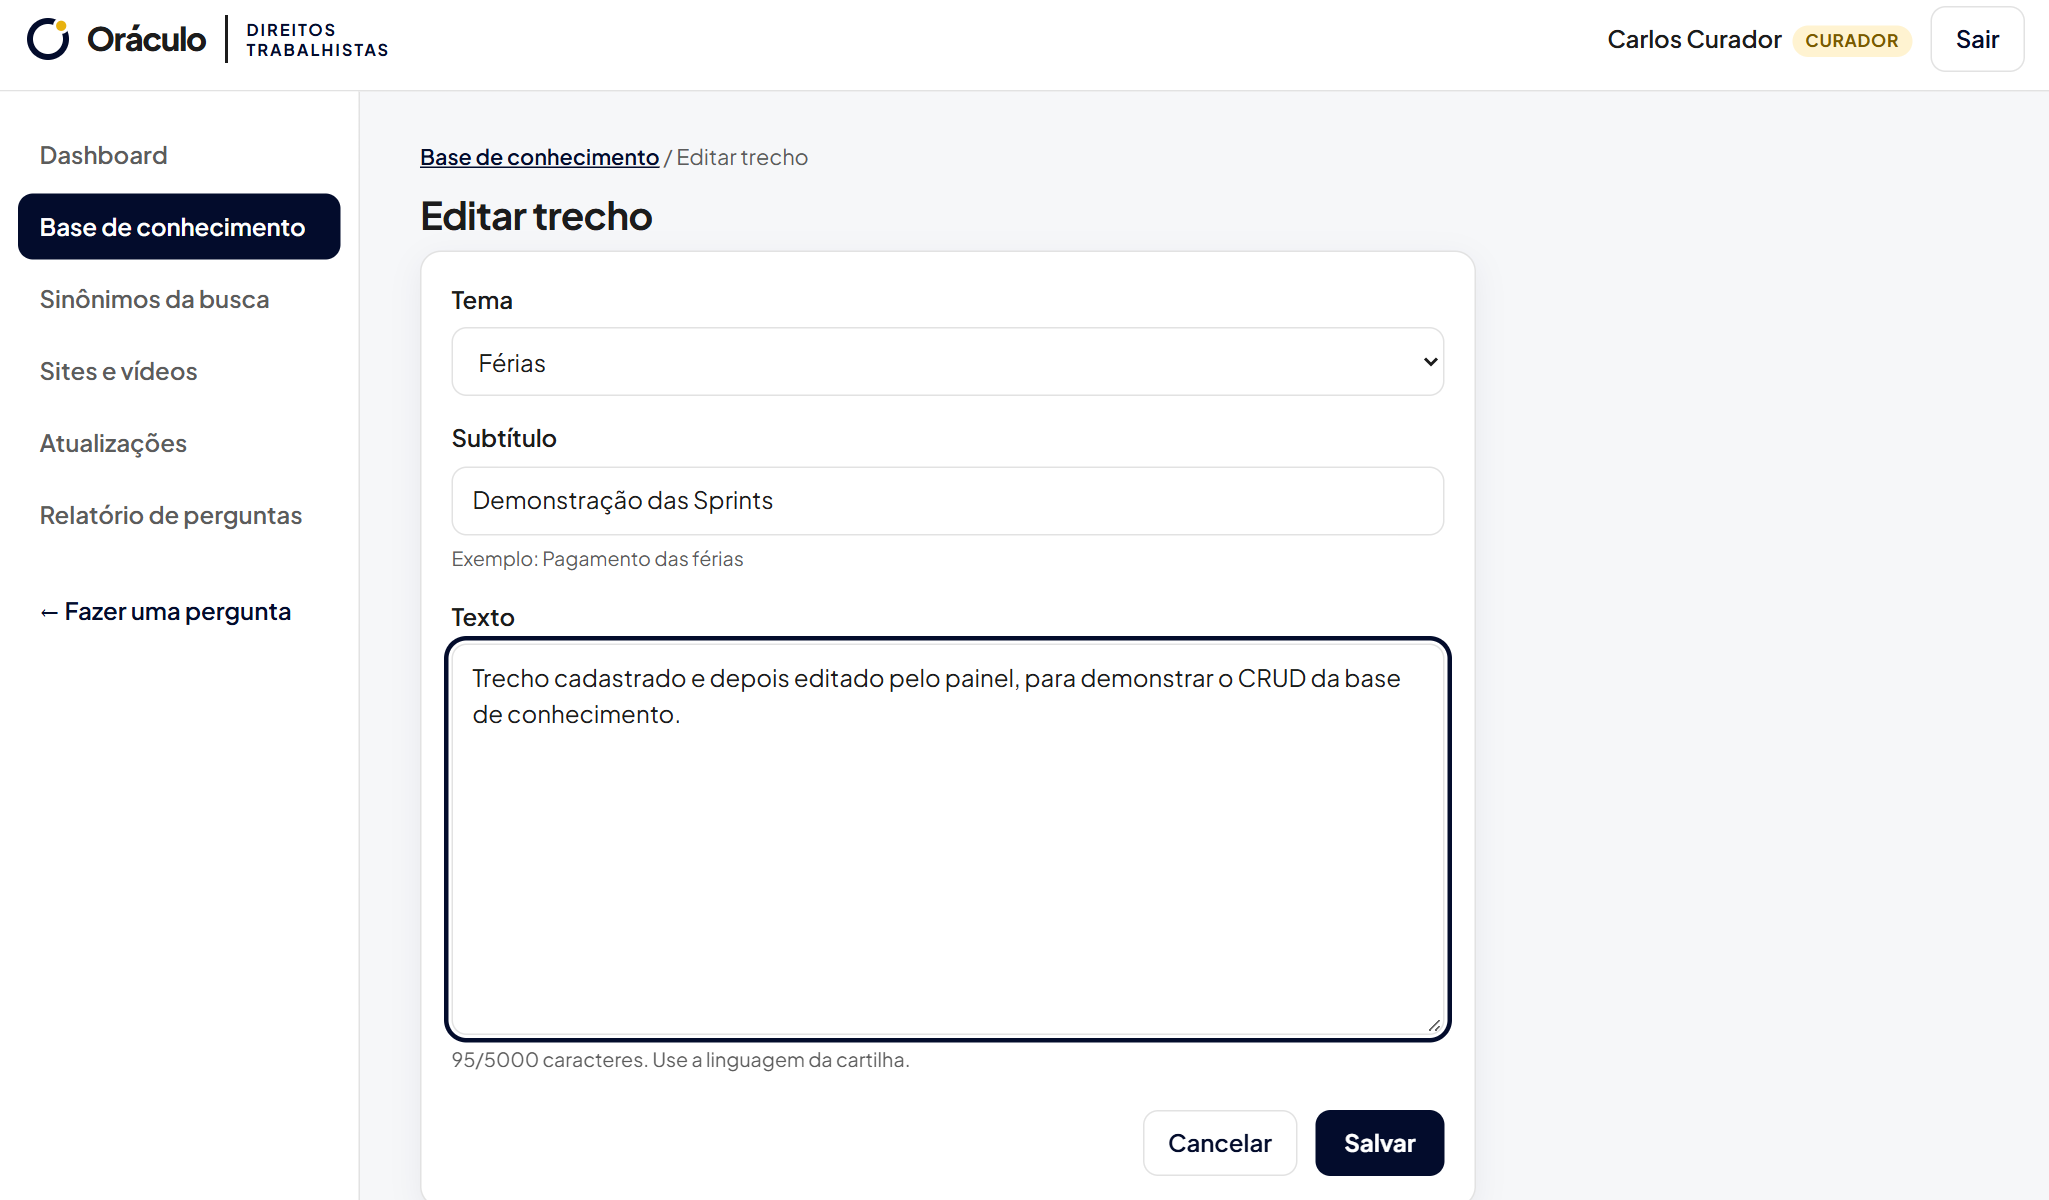 Oráculo
DIREITOS
TRABALHISTAS
Carlos Curador
CURADOR
Sair
Dashboard
Base de conhecimento
Sinônimos da busca
Sites e vídeos
Atualizações
Relatório de perguntas
← Fazer uma pergunta
Base de conhecimento / Editar trecho
Editar trecho
Tema
Férias
Subtítulo
Demonstração das Sprints
Exemplo: Pagamento das férias
Texto
Trecho cadastrado e depois editado pelo painel, para demonstrar o CRUD da base
de conhecimento.
95/5000 caracteres. Use a linguagem da cartilha.
Cancelar
Salvar